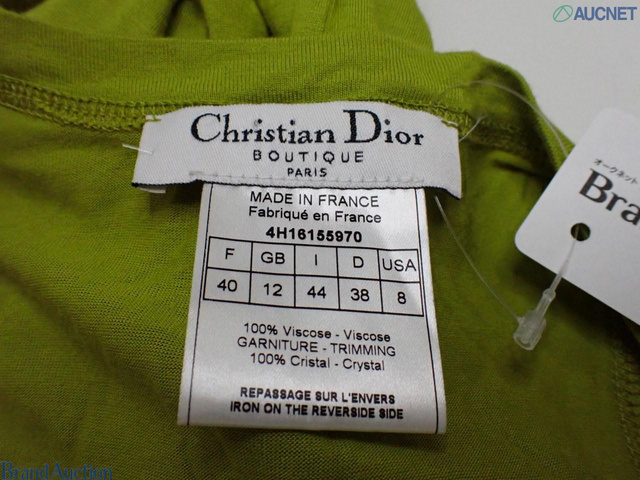 AUCNET
Christian Dior
BOUTIQUE
PARIS
オークネット
Bra
MADE IN FRANCE
Fabriqué en France
4H16155970
F GB I D USA
40 12 44 38 8
100% Viscose - Viscose
GARNITURE - TRIMMING
100% Cristal - Crystal
REPASSAGE SUR L'ENVERS
IRON ON THE REVERSIDE SIDE
Brand Auction